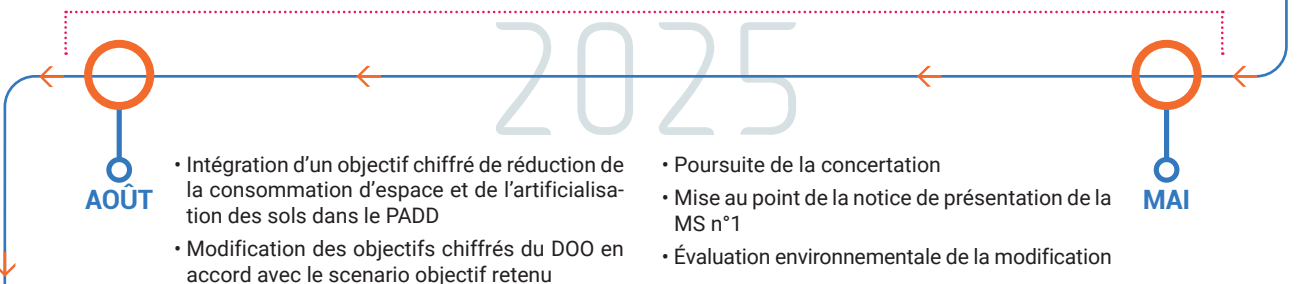 2025
AOÛT
• Intégration d'un objectif chiffré de réduction de
la consommation d'espace et de l'artificialisa-
tion des sols dans le PADD
• Modification des objectifs chiffrés du DOO en
accord avec le scenario objectif retenu
• Poursuite de la concertation
• Mise au point de la notice de présentation de la
MS n°1
• Évaluation environnementale de la modification
MAI